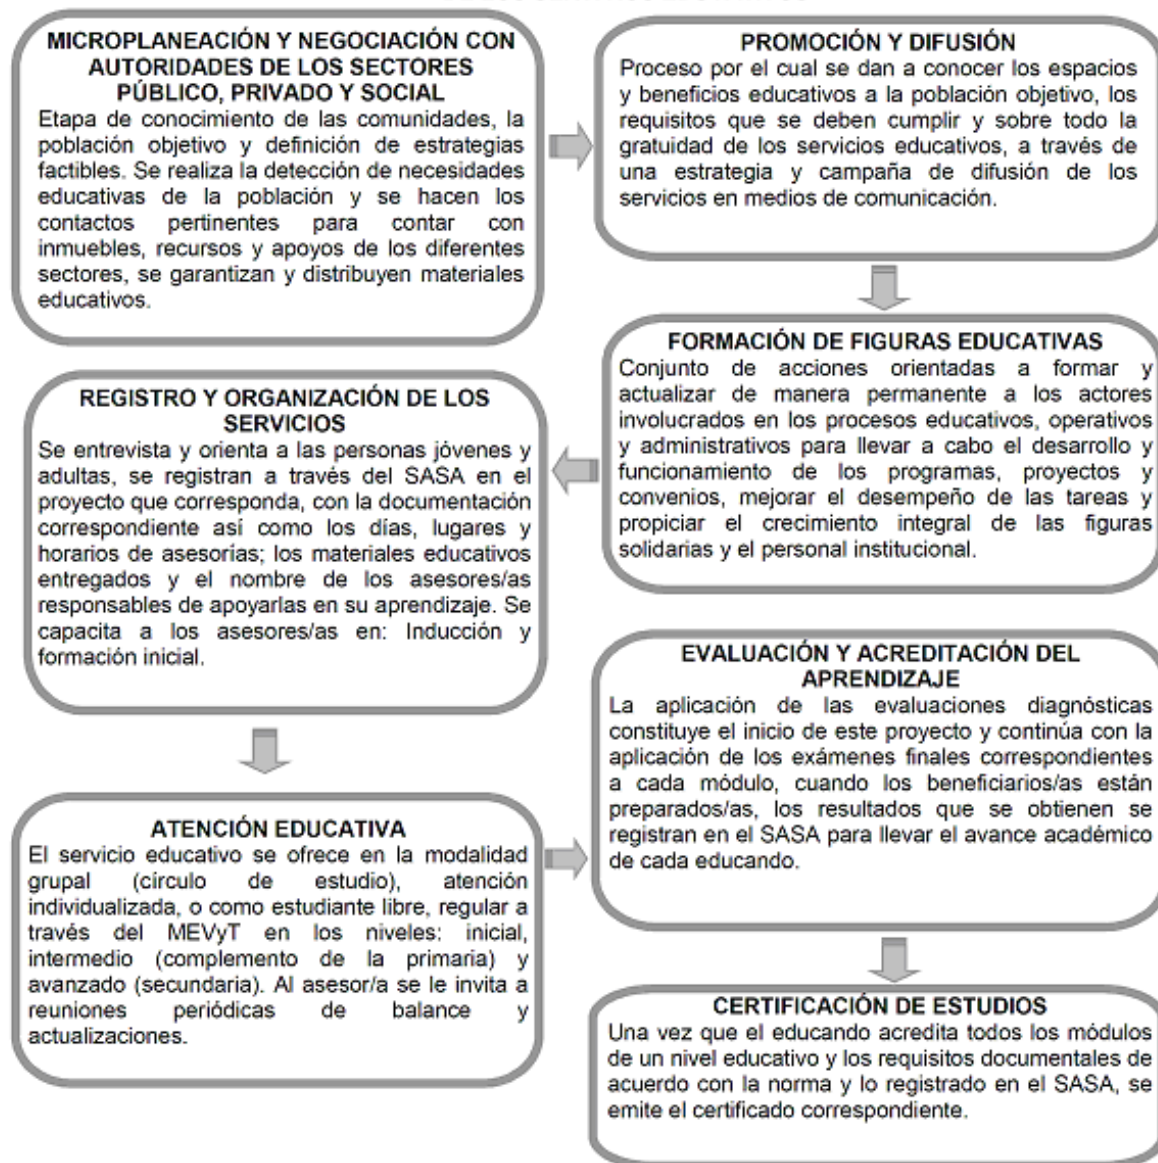 MICROPLANEACIÓN Y NEGOCIACIÓN CON
AUTORIDADES DE LOS SECTORES
PÚBLICO, PRIVADO Y SOCIAL
Etapa de conocimiento de las comunidades, la
población objetivo y definición de estrategias
factibles. Se realiza la detección de necesidades
educativas de la población y se hacen los
contactos pertinentes para contar con
inmuebles, recursos y apoyos de los diferentes
sectores, se garantizan y distribuyen materiales
educativos.
PROMOCIÓN Y DIFUSIÓN
Proceso por el cual se dan a conocer los espacios
y beneficios educativos a la población objetivo, los
requisitos que se deben cumplir y sobre todo la
gratuidad de los servicios educativos, a través de
una estrategia y campaña de difusión de los
servicios en medios de comunicación.
FORMACIÓN DE FIGURAS EDUCATIVAS
Conjunto de acciones orientadas a formar y
actualizar de manera permanente a los actores
involucrados en los procesos educativos, operativos
y administrativos para llevar a cabo el desarrollo y
funcionamiento de los programas, proyectos y
convenios, mejorar el desempeño de las tareas y
propiciar el crecimiento integral de las figuras
solidarias y el personal institucional.
REGISTRO Y ORGANIZACIÓN DE LOS
SERVICIOS
Se entrevista y orienta a las personas jóvenes y
adultas, se registran a través del SASA en el
proyecto que corresponda, con la documentación
correspondiente así como los días, lugares y
horarios de asesorías; los materiales educativos
entregados y el nombre de los asesores/as
responsables de apoyarlas en su aprendizaje. Se
capacita a los asesores/as en: Inducción y
formación inicial.
ATENCIÓN EDUCATIVA
El servicio educativo se ofrece en la modalidad
grupal (círculo de estudio), atención
individualizada, o como estudiante libre, regular a
través del MEVyT en los niveles: inicial,
intermedio (complemento de la primaria) y
avanzado (secundaria). Al asesor/a se le invita a
reuniones periódicas de balance y
actualizaciones.
EVALUACIÓN Y ACREDITACIÓN DEL
APRENDIZAJE
La aplicación de las evaluaciones diagnósticas
constituye el inicio de este proyecto y continúa con la
aplicación de los exámenes finales correspondientes
a cada módulo, cuando los beneficiarios/as están
preparados/as, los resultados que se obtienen se
registran en el SASA para llevar el avance académico
de cada educando.
CERTIFICACIÓN DE ESTUDIOS
Una vez que el educando acredita todos los módulos
de un nivel educativo y los requisitos documentales de
acuerdo con la norma y lo registrado en el SASA, se
emite el certificado correspondiente.